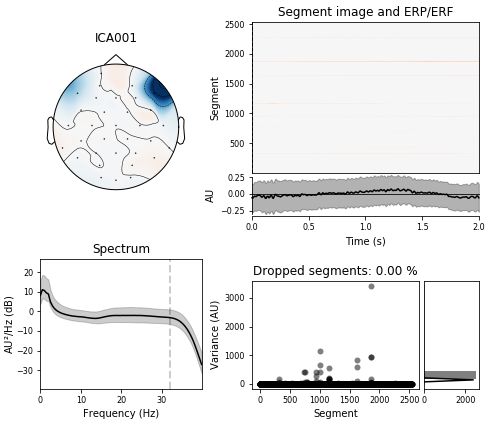 ICA001
Segment image and ERP/ERF
2500
2000
1500
1000
500
Segment
0.25
0.00
−0.25
AU
0.0 0.5 1.0 1.5 2.0
Time (s)
Spectrum
20
10
0
−10
−20
−30
AU²/Hz (dB)
0 10 20 30
Frequency (Hz)
Dropped segments: 0.00 %
3000
2000
1000
0
Variance (AU)
0 500 1000 1500 2000 2500
Segment
0 2000